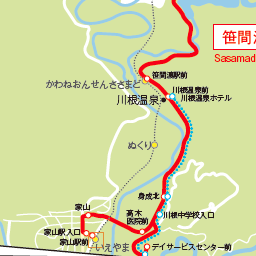 笹間
Sasamad
笹間渡駅前
かわねおんせんささまど
川根温泉前
川根温泉ホテル
川根温泉
ぬくり
身成北
川根中学校入口
家山
高木医院前
家山駅入口
家山駅前
いえやま
デイサービスセンター前